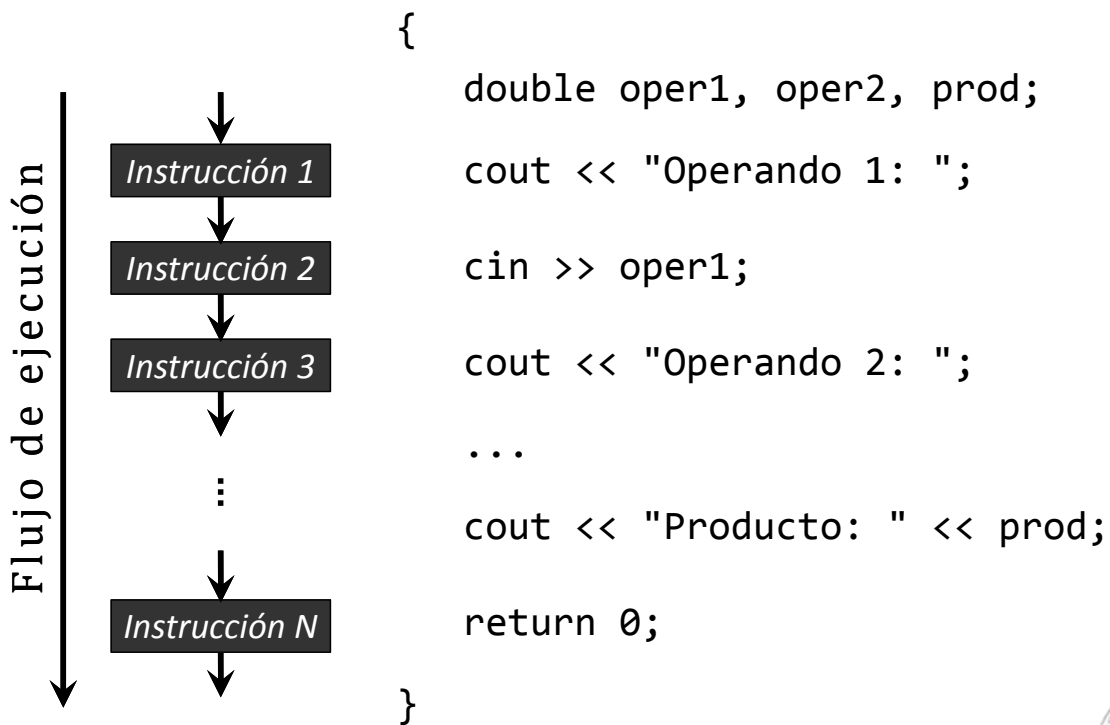 Flujo de ejecución
{
double oper1, oper2, prod;
Instrucción 1
cout << "Operando 1: ";
Instrucción 2
cin >> oper1;
Instrucción 3
cout << "Operando 2: ";
...
...
cout << "Producto: " << prod;
Instrucción N
return 0;
}